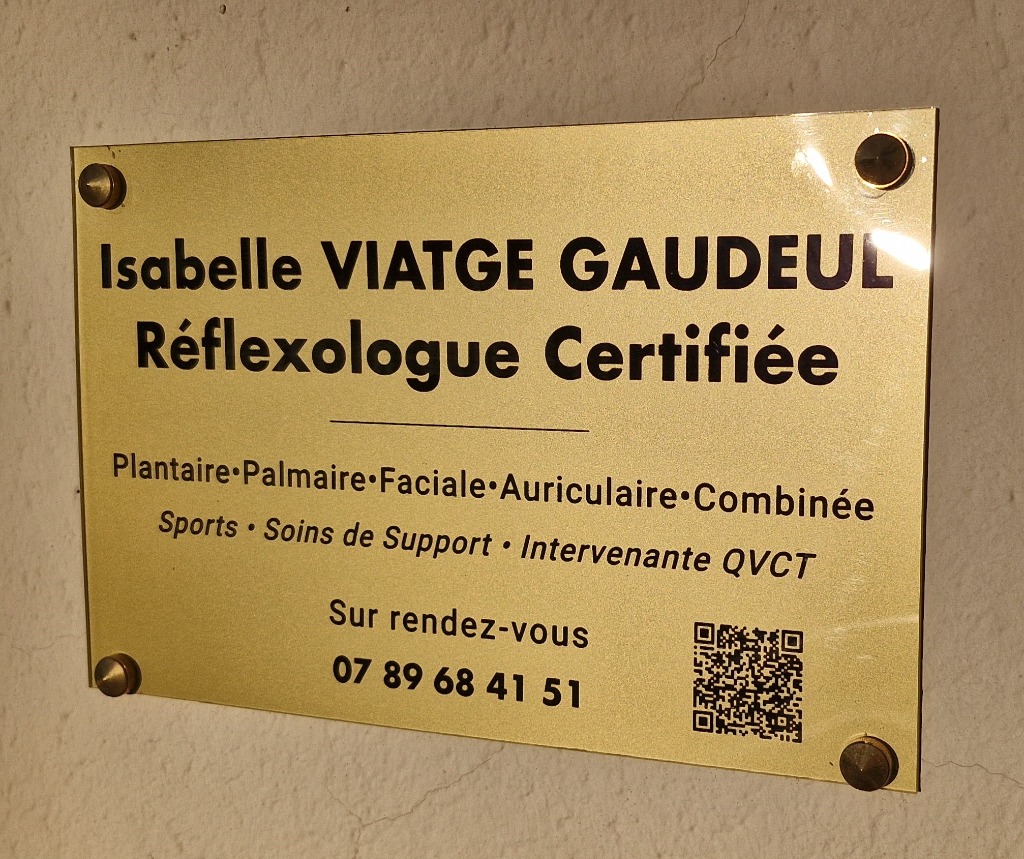 Isabelle VIATGE GAUDEUL
Réflexologue Certifiée
Plantaire•Palmaire•Faciale•Auriculaire•Combinée
Sports • Soins de Support • Intervenante QVCT
Sur rendez-vous
07 89 68 41 51